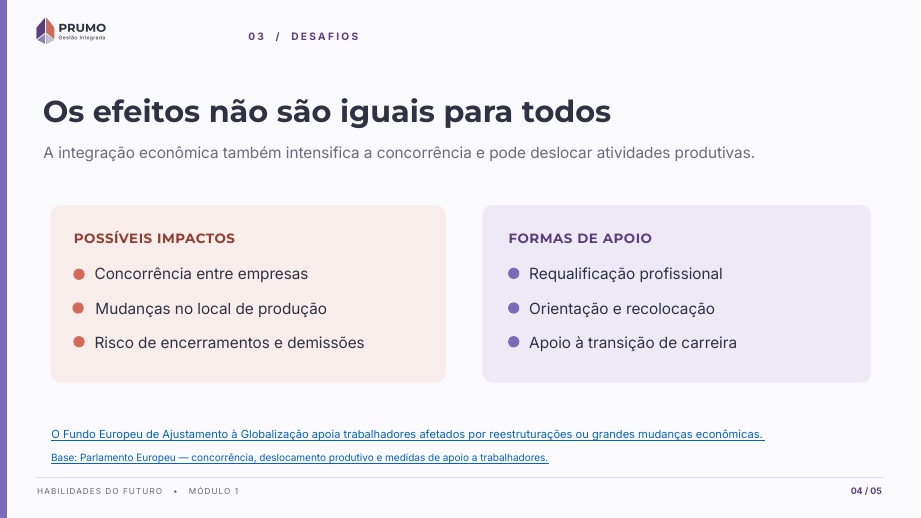 PRUMO
Gestão Integrada
03 / DESAFIOS
Os efeitos não são iguais para todos
A integração econômica também intensifica a concorrência e pode deslocar atividades produtivas.
POSSÍVEIS IMPACTOS
Concorrência entre empresas
Mudanças no local de produção
Risco de encerramentos e demissões
FORMAS DE APOIO
Requalificação profissional
Orientação e recolocação
Apoio à transição de carreira
O Fundo Europeu de Ajustamento à Globalização apoia trabalhadores afetados por reestruturações ou grandes mudanças econômicas.
Base: Parlamento Europeu — concorrência, deslocamento produtivo e medidas de apoio a trabalhadores.
HABILIDADES DO FUTURO • MÓDULO 1
04 / 05